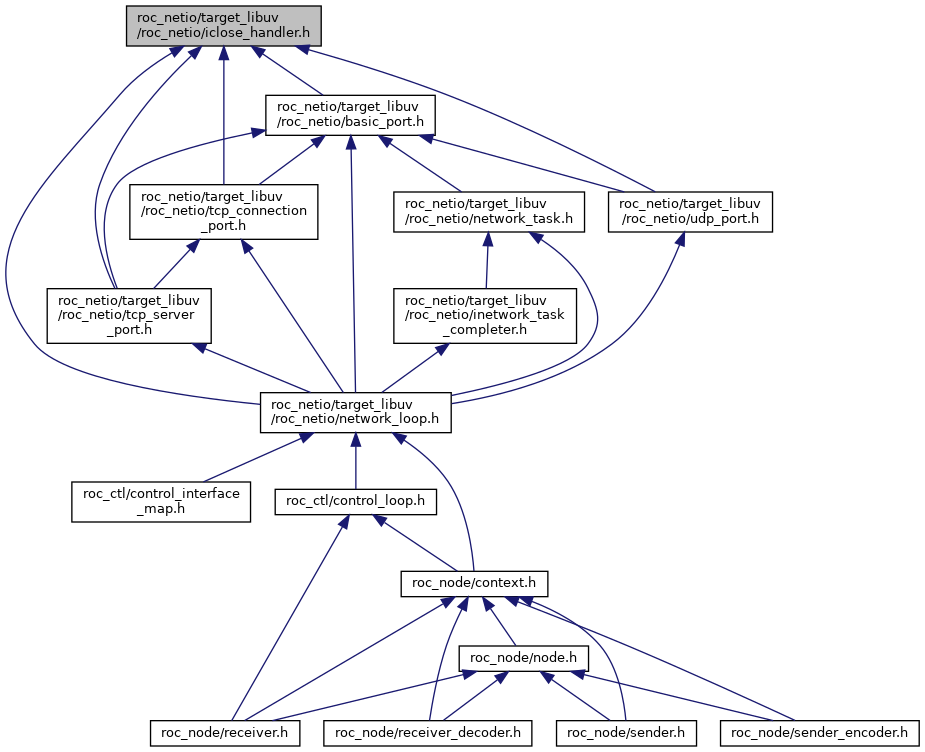 roc_netio/target_libuv
/roc_netio/iclose_handler.h
roc_netio/target_libuv
/roc_netio/basic_port.h
roc_netio/target_libuv
/roc_netio/tcp_connection
_port.h
roc_netio/target_libuv
/roc_netio/network_task.h
roc_netio/target_libuv
/roc_netio/udp_port.h
roc_netio/target_libuv
/roc_netio/tcp_server
_port.h
roc_netio/target_libuv
/roc_netio/inetwork_task
_completer.h
roc_netio/target_libuv
/roc_netio/network_loop.h
roc_ctl/control_interface
_map.h
roc_ctl/control_loop.h
roc_node/context.h
roc_node/node.h
roc_node/receiver.h
roc_node/receiver_decoder.h
roc_node/sender.h
roc_node/sender_encoder.h